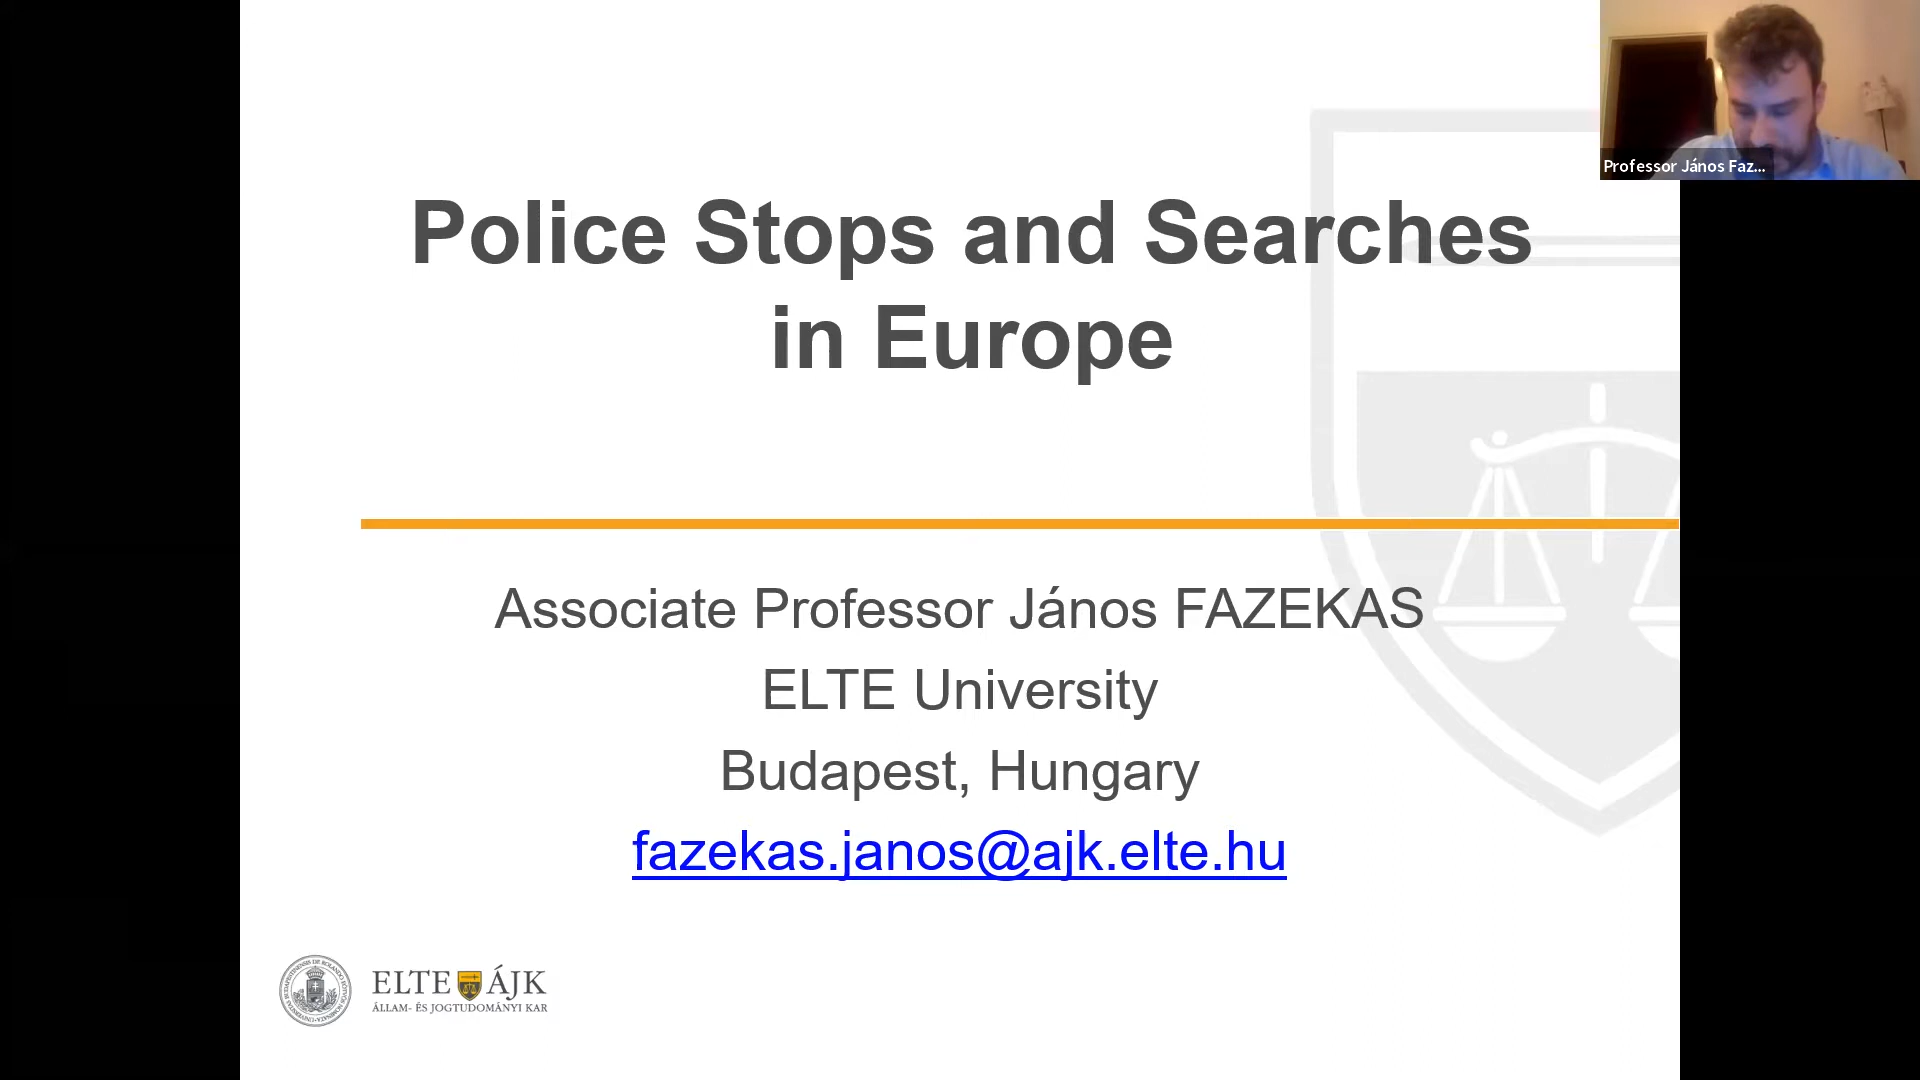 Professor János Faz...
Police Stops and Searches
in Europe
Associate Professor János FAZEKAS
ELTE University
Budapest, Hungary
fazekas.janos@ajk.elte.hu
ELTE ÁJK
ÁLLAM- ÉS JOGTUDOMÁNYI KAR